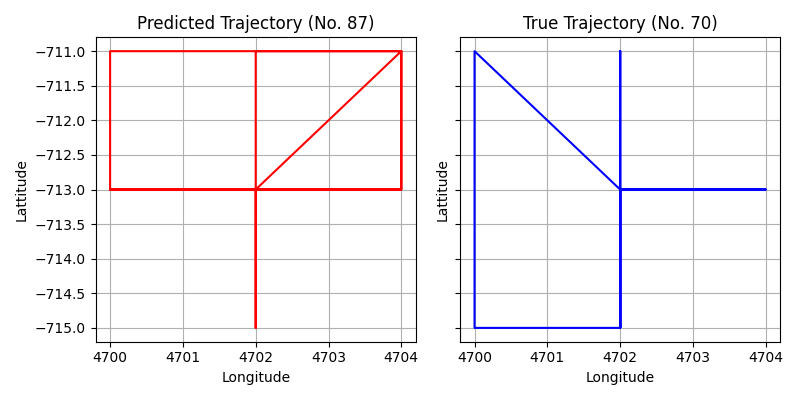 Predicted Trajectory (No. 87)
True Trajectory (No. 70)
Lattitude
−711.0
−711.5
−712.0
−712.5
−713.0
−713.5
−714.0
−714.5
−715.0
4700 4701 4702 4703 4704
Longitude
Lattitude
4700 4701 4702 4703 4704
Longitude